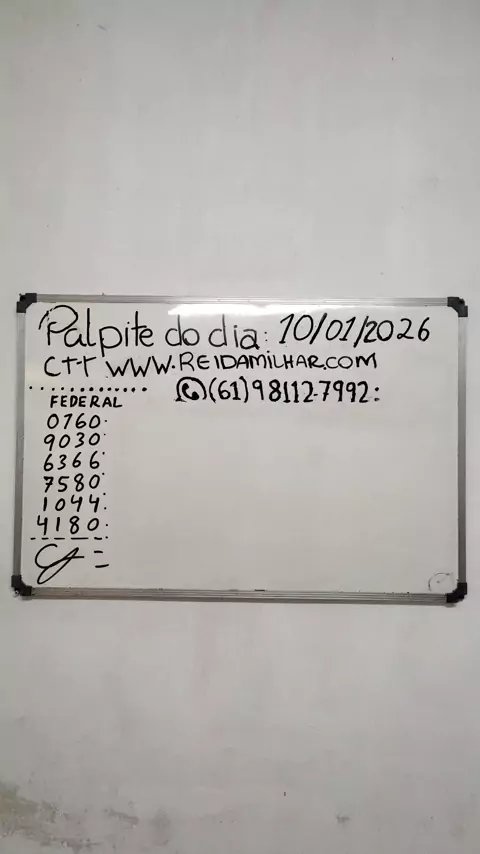 Palpite do dia: 10/01/2026
CTT WWW.REIDAMILHAR.COM
(61)98112-7992:
FEDERAL
0760.
9030.
6366.
7580.
1044.
4180.